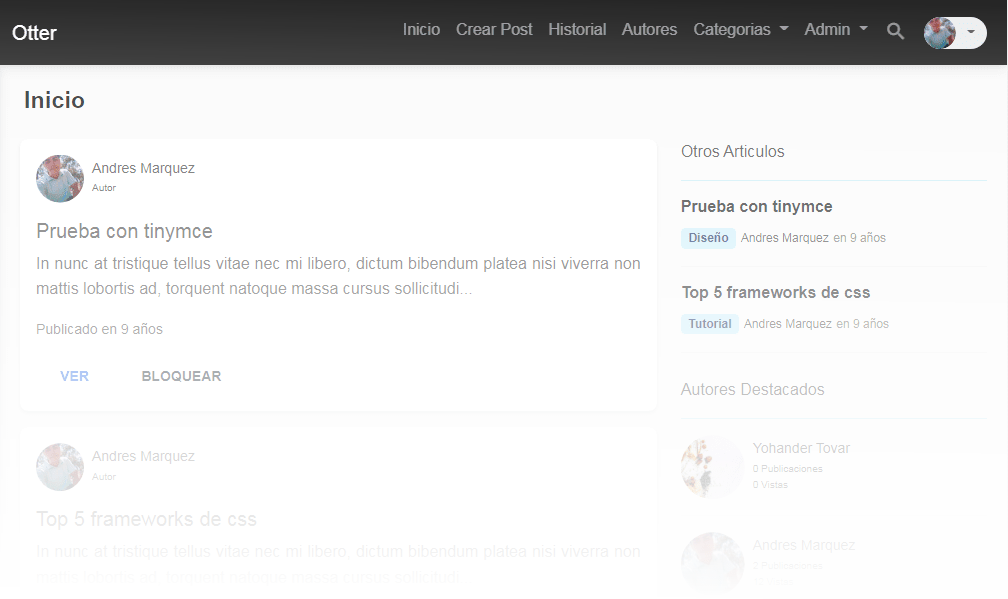 Otter
Inicio Crear Post Historial Autores Categorias Admin
Inicio
Andres Marquez
Autor
Prueba con tinymce
In nunc at tristique tellus vitae nec mi libero, dictum bibendum platea nisi viverra non
mattis lobortis ad, torquent natoque massa cursus sollicitudi...
Publicado en 9 años
VER BLOQUEAR
Andres Marquez
Autor
Top 5 frameworks de css
In nunc at tristique tellus vitae nec mi libero, dictum bibendum platea nisi viverra non
mattis lobortis ad, torquent natoque massa cursus sollicitudi...
Otros Articulos
Prueba con tinymce
Diseño Andres Marquez en 9 años
Top 5 frameworks de css
Tutorial Andres Marquez en 9 años
Autores Destacados
Yohander Tovar
0 Publicaciones
0 Vistas
Andres Marquez
2 Publicaciones